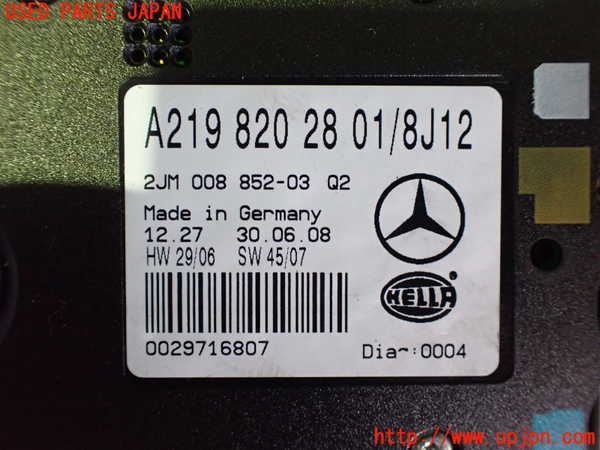 USED PARTS JAPAN
A219 820 28 01/8J12
2JM 008 852-03 Q2
Made in Germany
12.27 30.06.08
HW 29/06 SW 45/07
HELLA
0029716807
Dia~:0004
http://www.upjpn.com/